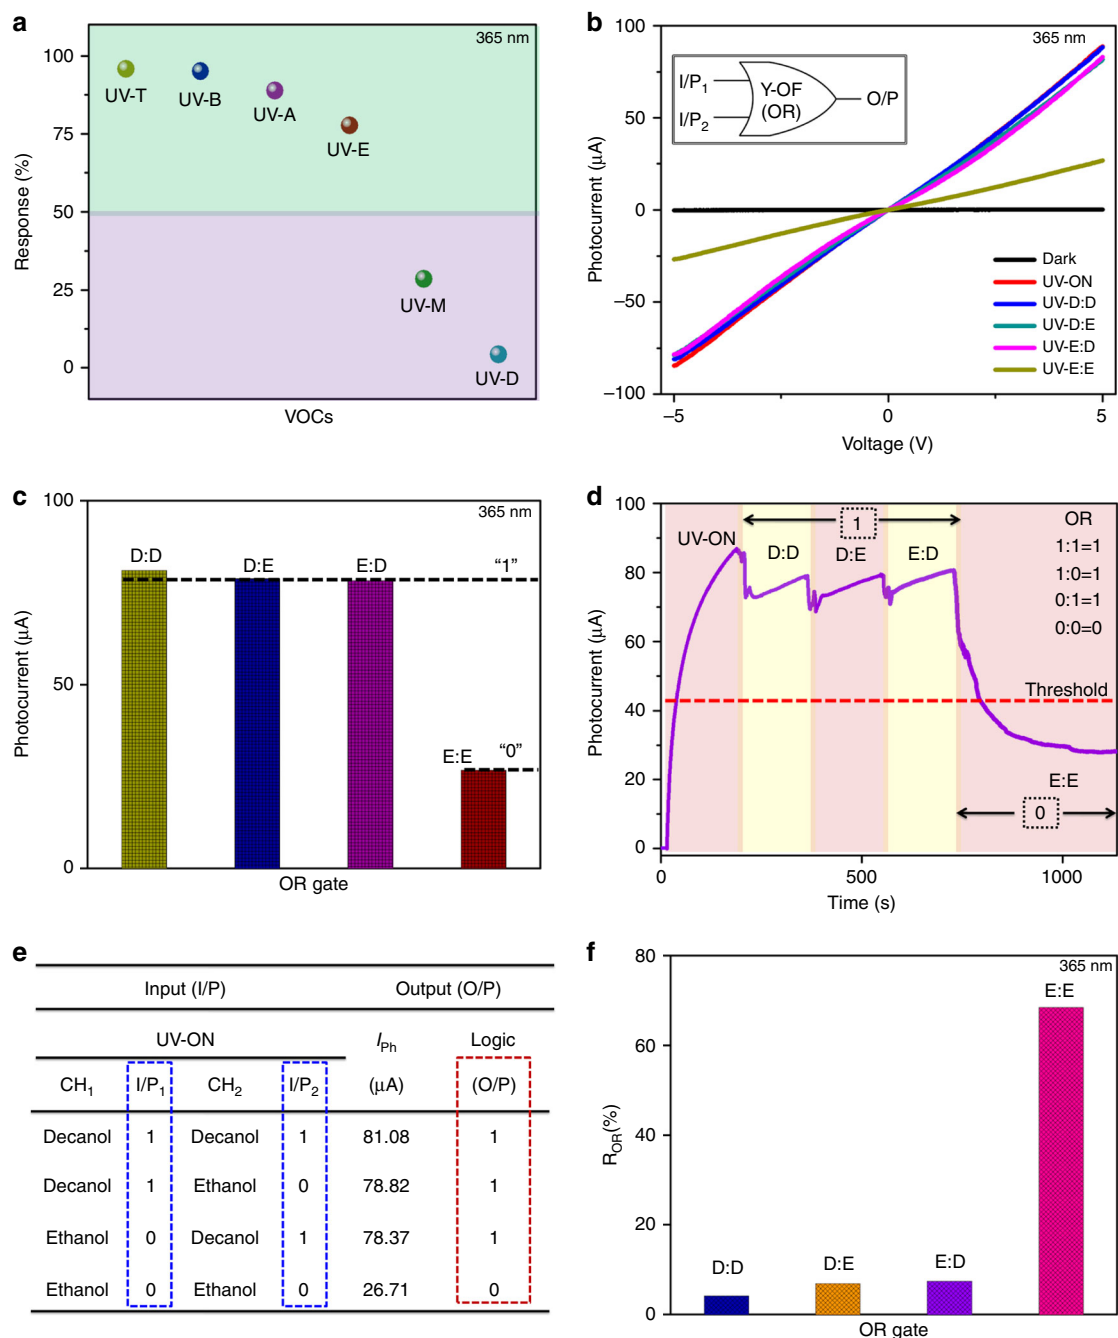 a
365 nm
100
75
50
25
0
Response (%)
UV-T
UV-B
UV-A
UV-E
UV-M
UV-D
VOCs
b
365 nm
100
50
0
−50
−100
Photocurrent (μA)
I/P1
I/P2
Y-OF
(OR)
O/P
Dark
UV-ON
UV-D:D
UV-D:E
UV-E:D
UV-E:E
−5
0
5
Voltage (V)
c
365 nm
100
50
0
Photocurrent (μA)
D:D
D:E
E:D
E:E
“1”
“0”
OR gate
d
100
80
60
40
20
0
Photocurrent (μA)
UV-ON
1
D:D
D:E
E:D
OR
1:1=1
1:0=1
0:1=1
0:0=0
Threshold
E:E
0
0
500
1000
Time (s)
e
Input (I/P) Output (O/P)
UV-ON IPh Logic
CH1 I/P1 CH2 I/P2 (μA) (O/P)
Decanol 1 Decanol 1 81.08 1
Decanol 1 Ethanol 0 78.82 1
Ethanol 0 Decanol 1 78.37 1
Ethanol 0 Ethanol 0 26.71 0
f
365 nm
80
60
40
20
0
ROR(%)
D:D
D:E
E:D
E:E
OR gate